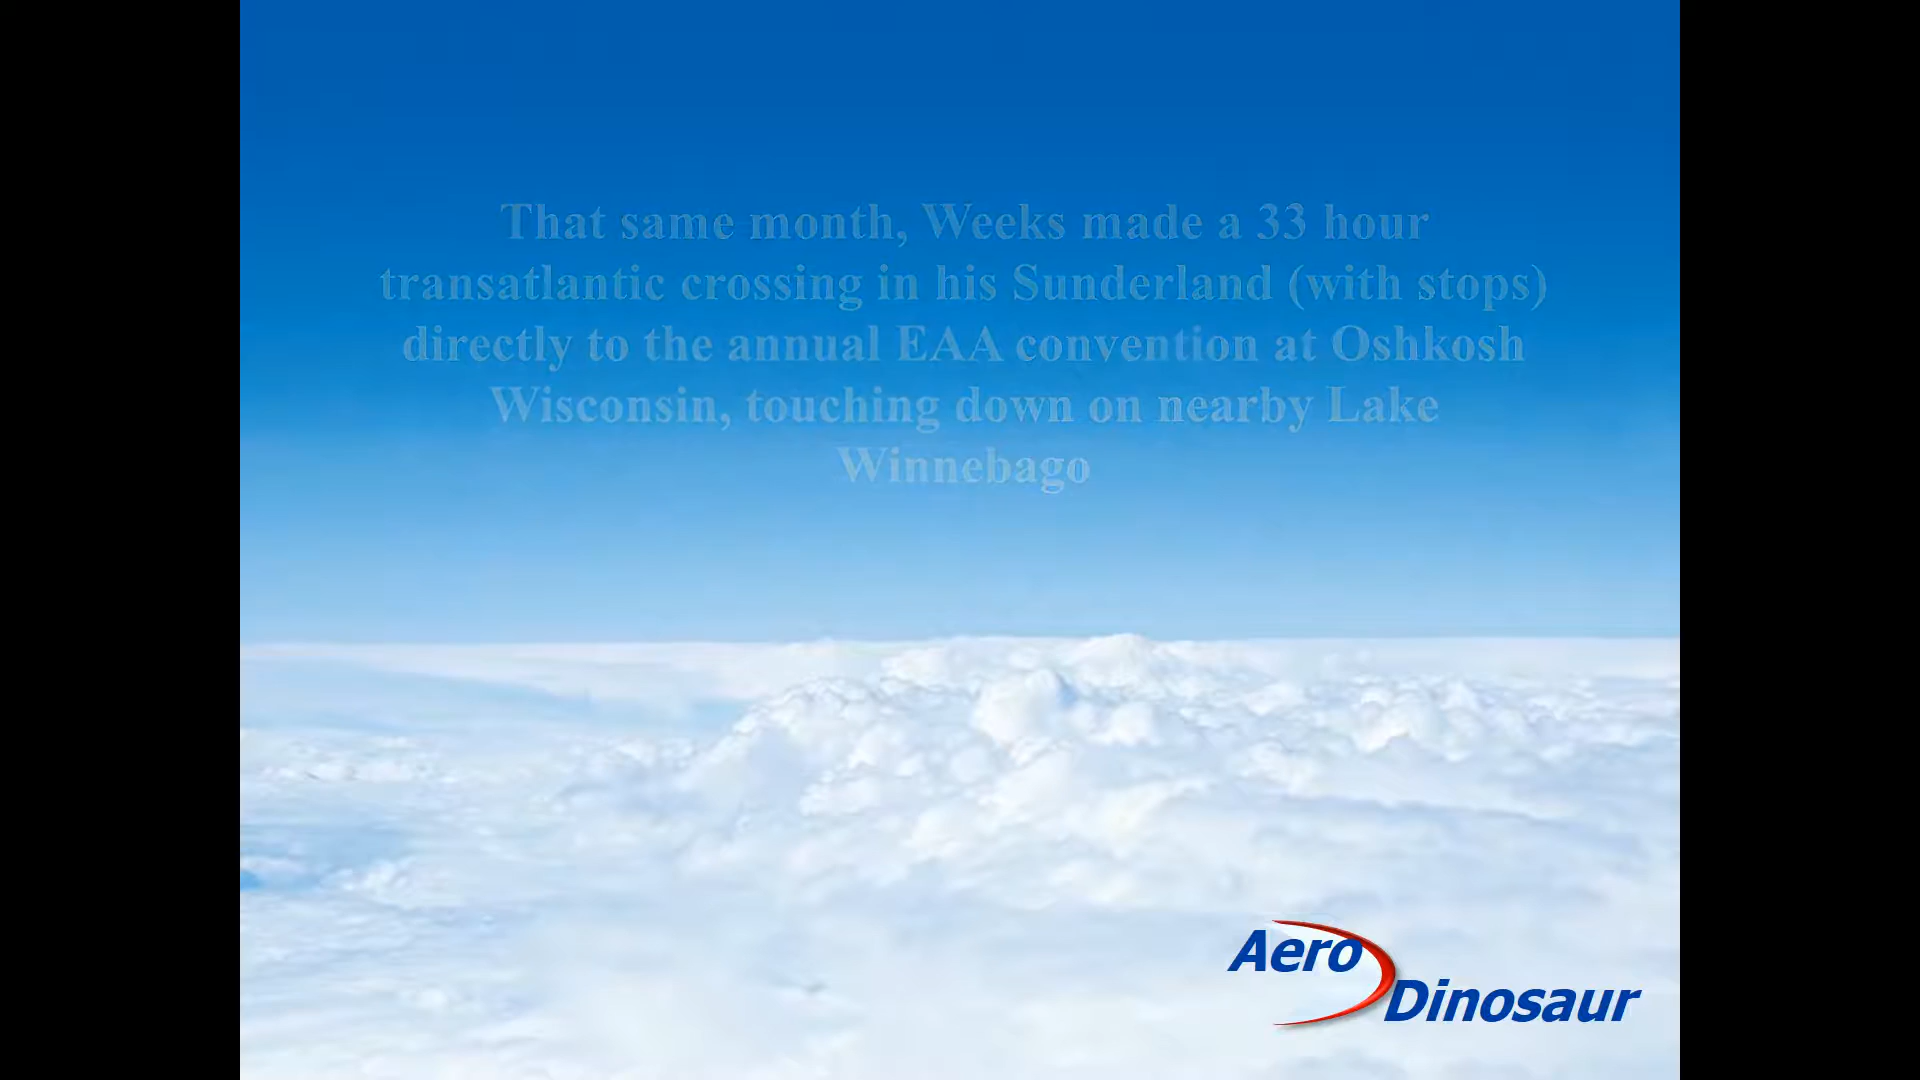 That same month, Weeks made a 33 hour
transatlantic crossing in his Sunderland (with stops)
directly to the annual EAA convention at Oshkosh
Wisconsin, touching down on nearby Lake
Winnebago
Aero
Dinosaur